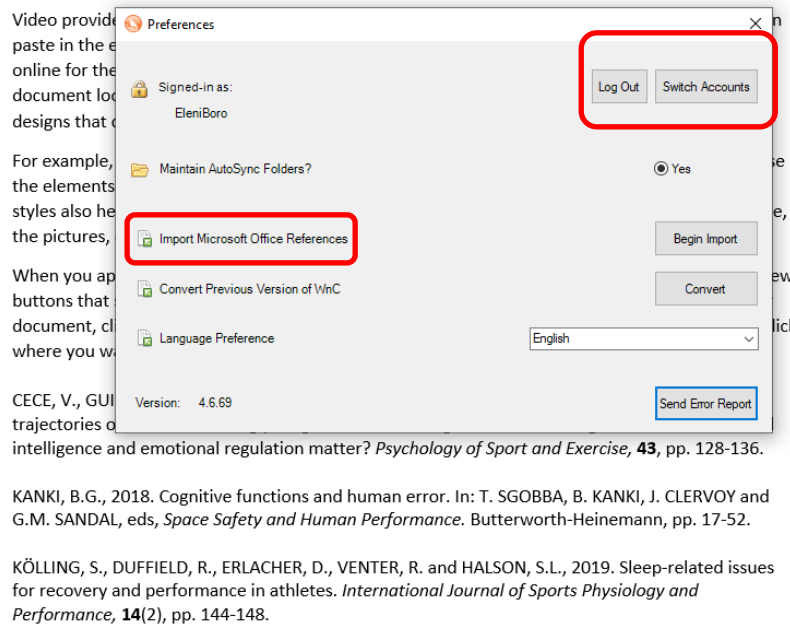 Video provide
Preferences
paste in the
online for the
Log Out Switch Accounts
Signed-in as:
document loc
EleniBoro
designs that
For example,
Maintain AutoSync Folders? Yes
the elements
styles also he
the pictures,
Import Microsoft Office References Begin Import
When you ap
Convert Previous Version of WnC Convert
buttons that
document, cli
Language Preference English
where you wa
CECE, V., GUI
Version: 4.6.69 Send Error Report
trajectories o
intelligence and emotional regulation matter? Psychology of Sport and Exercise, 43, pp. 128-136.
KANKI, B.G., 2018. Cognitive functions and human error. In: T. SGOBBA, B. KANKI, J. CLERVOY and
G.M. SANDAL, eds, Space Safety and Human Performance. Butterworth-Heinemann, pp. 17-52.
KÖLLING, S., DUFFIELD, R., ERLACHER, D., VENTER, R. and HALSON, S.L., 2019. Sleep-related issues
for recovery and performance in athletes. International Journal of Sports Physiology and
Performance, 14(2), pp. 144-148.